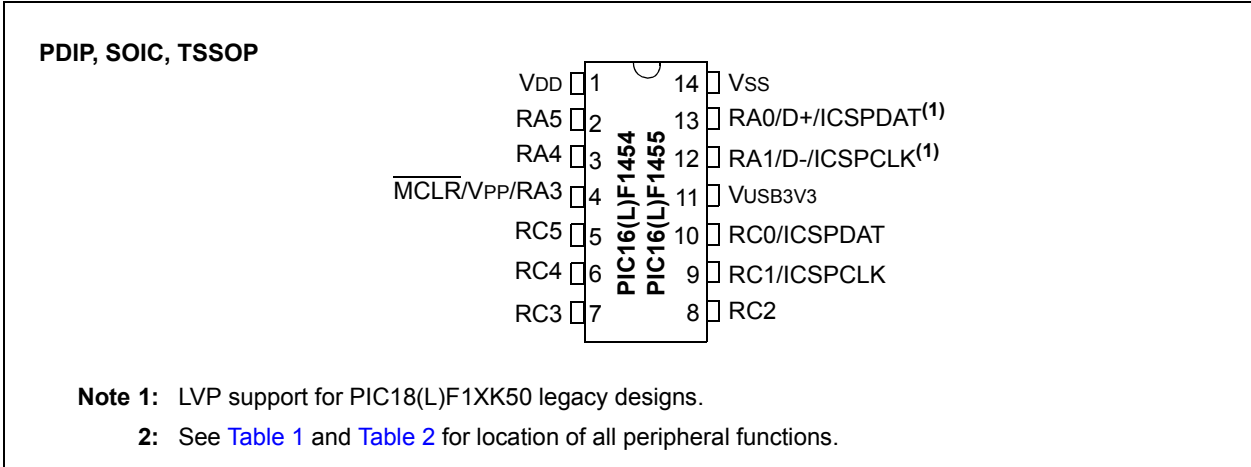 PDIP, SOIC, TSSOP
VDD 1 14 VSS
RA5 2 13 RA0/D+/ICSPDAT(1)
RA4 3 12 RA1/D-/ICSPCLK(1)
MCLR/VPP/RA3 4 11 VUSB3V3
RC5 5 10 RC0/ICSPDAT
RC4 6 9 RC1/ICSPCLK
RC3 7 8 RC2
PIC16(L)F1454
PIC16(L)F1455
Note 1: LVP support for PIC18(L)F1XK50 legacy designs.
2: See Table 1 and Table 2 for location of all peripheral functions.